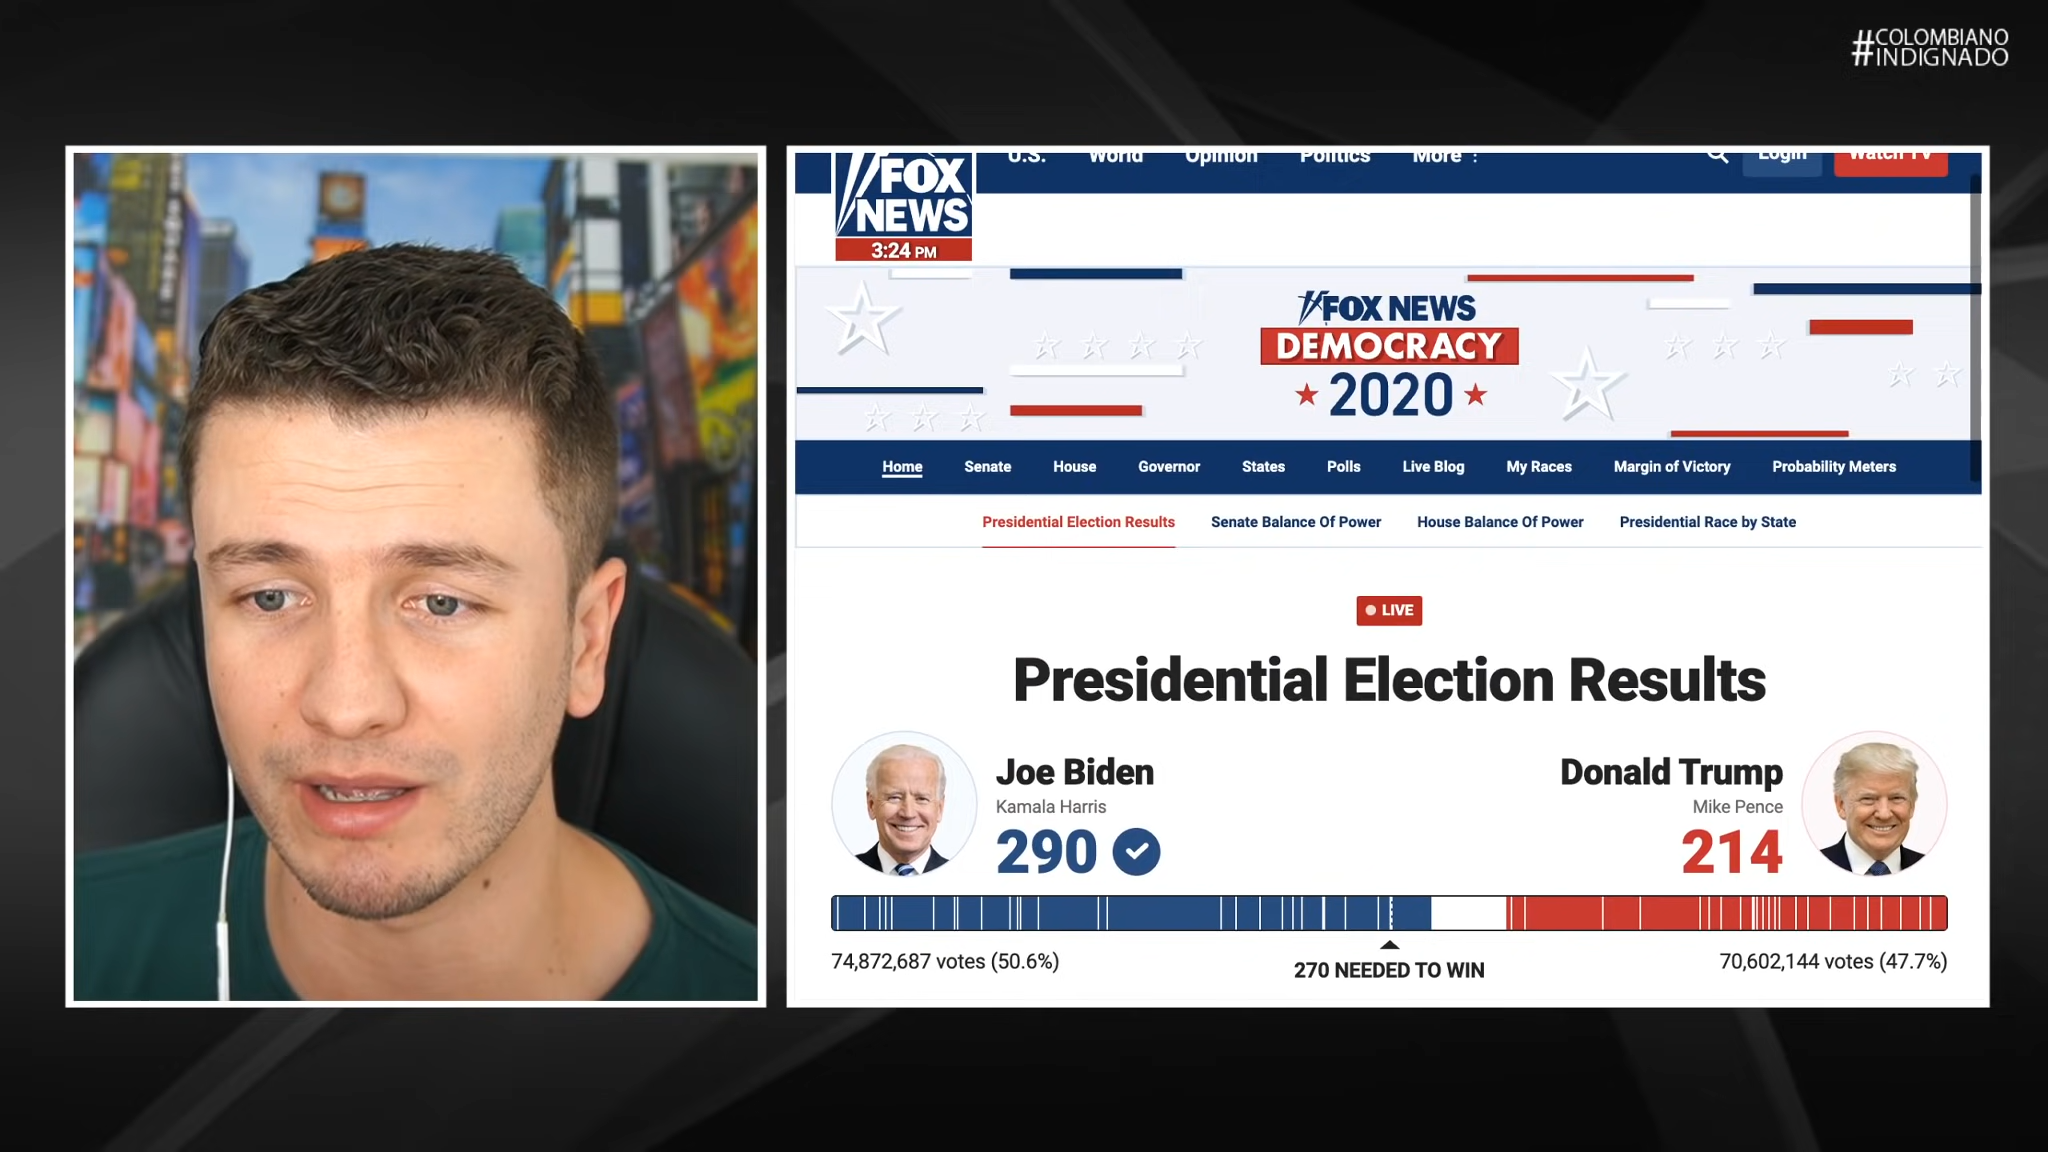 #COLOMBIANO
INDIGNADO
U.S. World Opinion Politics More Login Watch TV
FOX
NEWS
3:24 PM
FOX NEWS
DEMOCRACY
2020
Home Senate House Governor States Polls Live Blog My Races Margin of Victory Probability Meters
Presidential Election Results Senate Balance Of Power House Balance Of Power Presidential Race by State
LIVE
Presidential Election Results
Joe Biden
Kamala Harris
290
Donald Trump
Mike Pence
214
74,872,687 votes (50.6%)
270 NEEDED TO WIN
70,602,144 votes (47.7%)